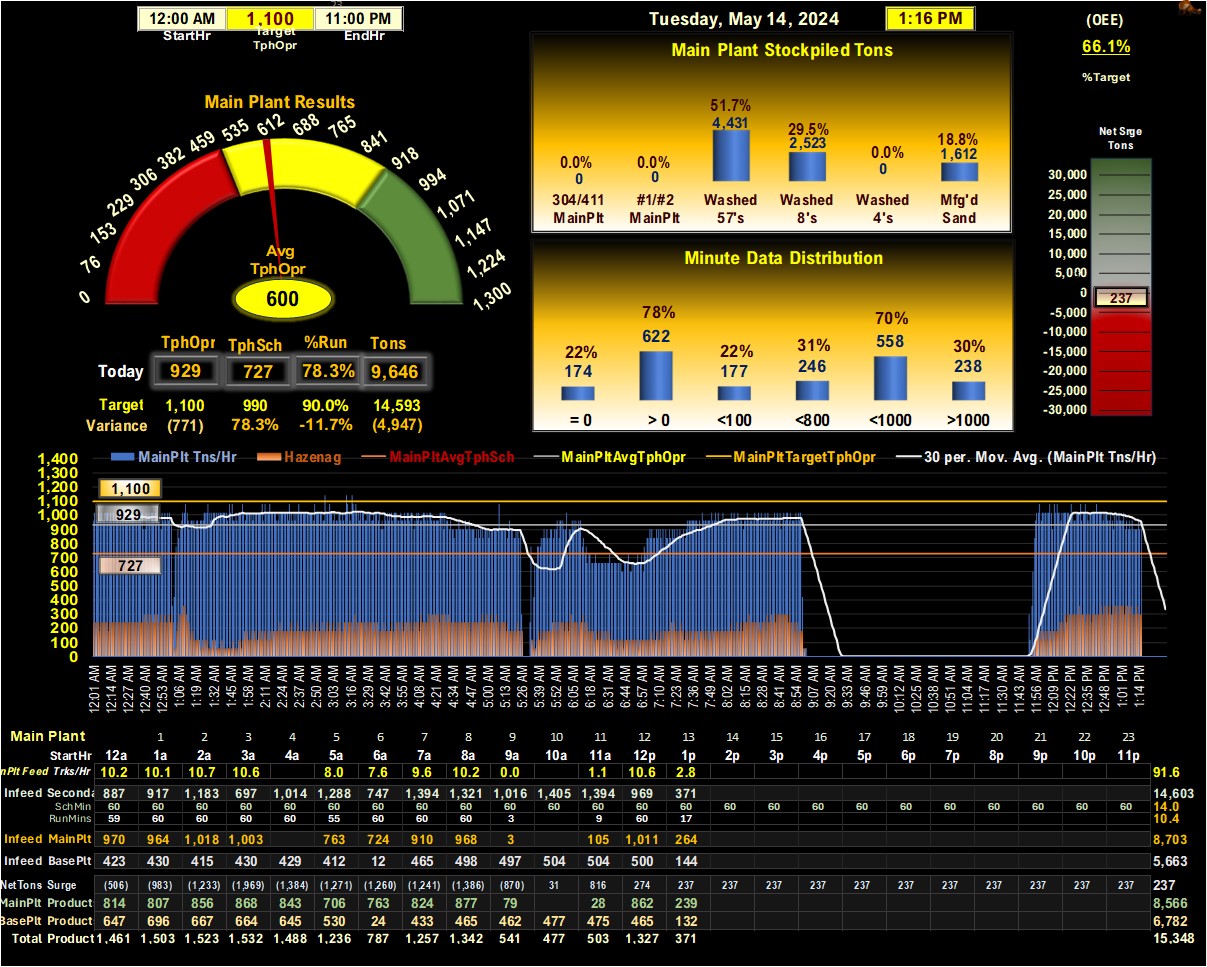 23
12:00 AM 1,100 11:00 PM
StartHr Target TphOpr EndHr
Tuesday, May 14, 2024 1:16 PM
(OEE)
66.1%
%Target
Main Plant Stockpiled Tons
51.7%
4,431
29.5%
2,523
18.8%
1,612
0.0% 0.0% 0.0%
0 0 0
304/411 #1/#2 Washed Washed Washed Mfg'd
MainPlt MainPlt 57's 8's 4's Sand
Main Plant Results
0 76 153 229 306 382 459 535 612 688 765 841 918 994 1,071 1,147 1,224 1,300
Avg
TphOpr
600
Net Srge
Tons
30,000
25,000
20,000
15,000
10,000
5,000
0
237
-5,000
-10,000
-15,000
-20,000
-25,000
-30,000
Minute Data Distribution
22% 78% 22% 31% 70% 30%
174 622 177 246 558 238
= 0 > 0 <100 <800 <1000 >1000
TphOpr TphSch %Run Tons
Today 929 727 78.3% 9,646
Target 1,100 990 90.0% 14,593
Variance (771) 78.3% -11.7% (4,947)
MainPlt Tns/Hr Hazenag MainPltAvgTphSch MainPltAvgTphOpr MainPltTargetTphOpr 30 per. Mov. Avg. (MainPlt Tns/Hr)
1,400
1,300
1,200
1,100
1,000
900
800
700
600
500
400
300
200
100
0
1,100
929
727
12:01 AM 12:14 AM 12:27 AM 12:40 AM 12:53 AM 1:06 AM 1:19 AM 1:32 AM 1:45 AM 1:58 AM 2:11 AM 2:24 AM 2:37 AM 2:50 AM 3:03 AM 3:16 AM 3:29 AM 3:42 AM 3:55 AM 4:08 AM 4:21 AM 4:34 AM 4:47 AM 5:00 AM 5:13 AM 5:26 AM 5:39 AM 5:52 AM 6:05 AM 6:18 AM 6:31 AM 6:44 AM 6:57 AM 7:10 AM 7:23 AM 7:36 AM 7:49 AM 8:02 AM 8:15 AM 8:28 AM 8:41 AM 8:54 AM 9:07 AM 9:20 AM 9:33 AM 9:46 AM 9:59 AM 10:12 AM 10:25 AM 10:38 AM 10:51 AM 11:04 AM 11:17 AM 11:30 AM 11:43 AM 11:56 AM 12:09 PM 12:22 PM 12:35 PM 12:48 PM 1:01 PM 1:14 PM
Main Plant 1 2 3 4 5 6 7 8 9 10 11 12 13 14 15 16 17 18 19 20 21 22 23
StartHr 12a 1a 2a 3a 4a 5a 6a 7a 8a 9a 10a 11a 12p 1p 2p 3p 4p 5p 6p 7p 8p 9p 10p 11p
nPlt Feed Trks/Hr 10.2 10.1 10.7 10.6 8.0 7.6 9.6 10.2 0.0 1.1 10.6 2.8 91.6
Infeed Seconda 887 917 1,183 697 1,014 1,288 747 1,394 1,321 1,016 1,405 1,394 969 371 14,603
SchMin 60 60 60 60 60 60 60 60 60 60 60 60 60 60 60 60 60 60 60 60 14.0
RunMins 59 60 60 60 55 60 60 60 3 9 60 17 10.4
Infeed MainPlt 970 964 1,018 1,003 763 724 910 968 3 105 1,011 264 8,703
Infeed BasePlt 423 430 415 430 429 412 12 465 498 497 504 504 500 144 5,663
NetTons Surge (506) (983) (1,233) (1,969) (1,384) (1,271) (1,260) (1,241) (1,386) (870) 31 816 274 237 237 237 237 237 237 237 237 237 237 237 237
MainPlt Product 814 807 856 868 843 706 763 824 877 79 28 862 239 8,566
BasePlt Product 647 696 667 664 645 530 24 433 465 462 477 475 465 132 6,782
Total Product 1,461 1,503 1,523 1,532 1,488 1,236 787 1,257 1,342 541 477 503 1,327 371 15,348